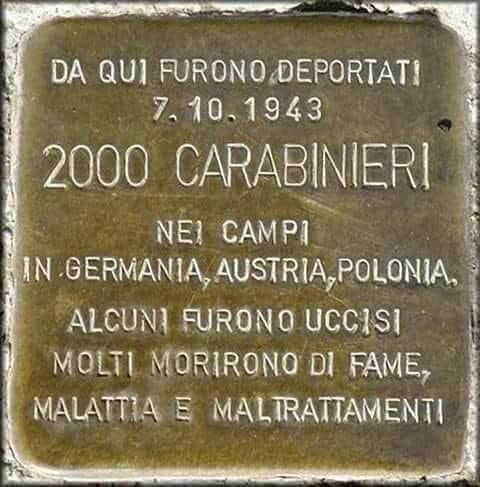 DA QUI FURONO DEPORTATI
7.10.1943
2000 CARABINIERI
NEI CAMPI
IN GERMANIA, AUSTRIA, POLONIA.
ALCUNI FURONO UCCISI
MOLTI MORIRONO DI FAME,
MALATTIA E MALTRATTAMENTI